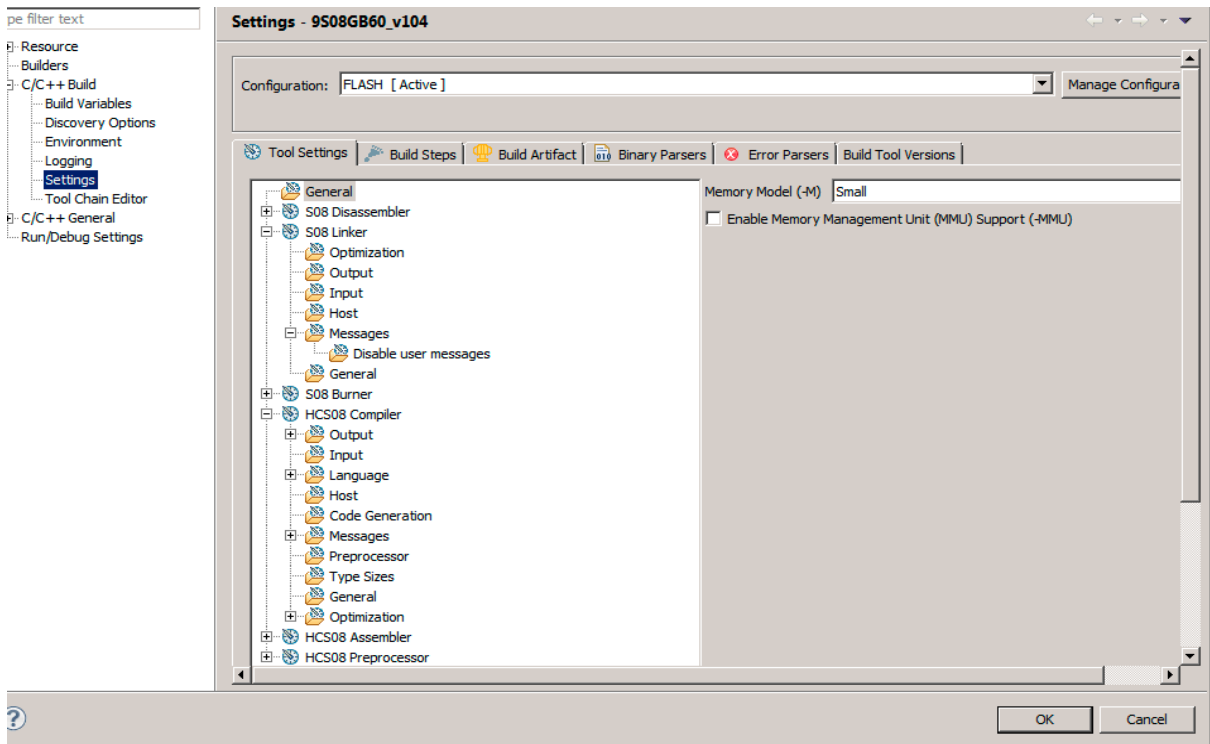 pe filter text
Resource
Builders
C/C++ Build
Build Variables
Discovery Options
Environment
Logging
Settings
Tool Chain Editor
C/C++ General
Run/Debug Settings
Settings - 9S08GB60_v104
Configuration: FLASH [ Active ] Manage Configura
Tool Settings Build Steps Build Artifact Binary Parsers Error Parsers Build Tool Versions
General
S08 Disassembler
S08 Linker
Optimization
Output
Input
Host
Messages
Disable user messages
General
S08 Burner
HCS08 Compiler
Output
Input
Language
Host
Code Generation
Messages
Preprocessor
Type Sizes
General
Optimization
HCS08 Assembler
HCS08 Preprocessor
Memory Model (-M) Small
Enable Memory Management Unit (MMU) Support (-MMU)
?
OK Cancel